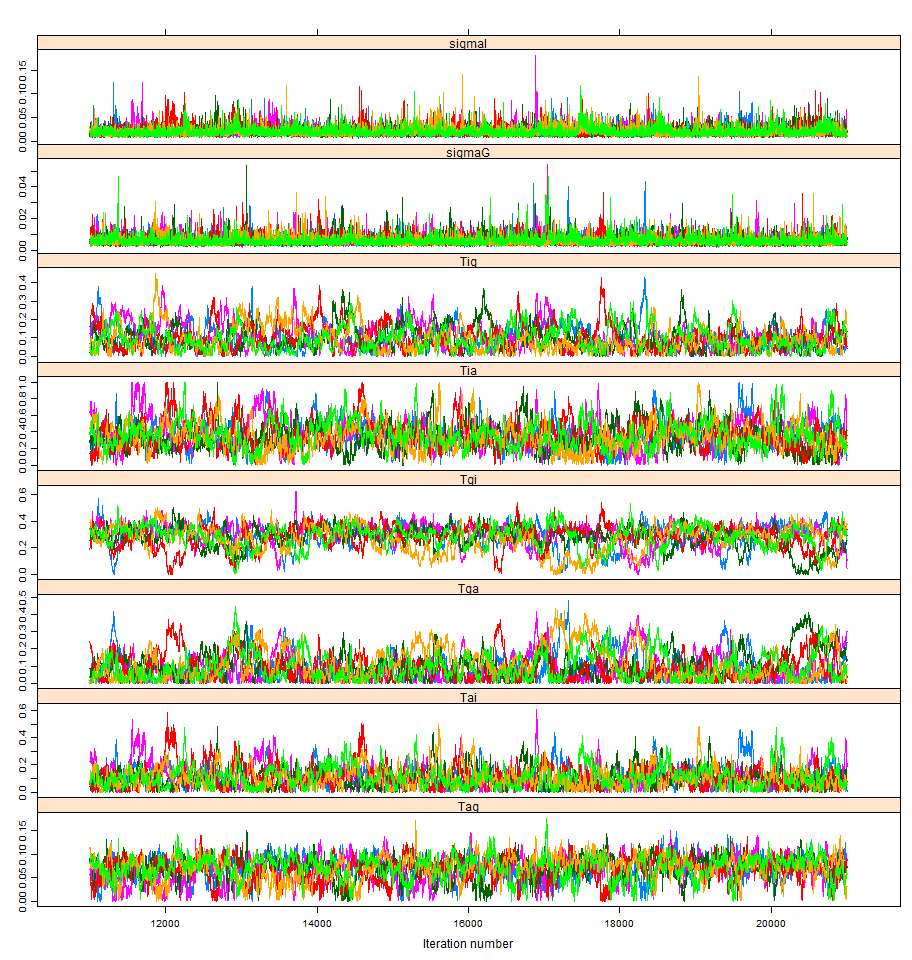 sigmaI
0.00 0.05 0.10 0.15
sigmaG
0.00 0.02 0.04
Tig
0.0 0.1 0.2 0.3 0.4
Tia
0.0 0.2 0.4 0.6 0.8 1.0
Tgi
0.0 0.2 0.4 0.6
Tga
0.0 0.1 0.2 0.3 0.4 0.5
Tai
0.0 0.2 0.4 0.6
Tag
0.00 0.05 0.10 0.15
12000 14000 16000 18000 20000
Iteration number